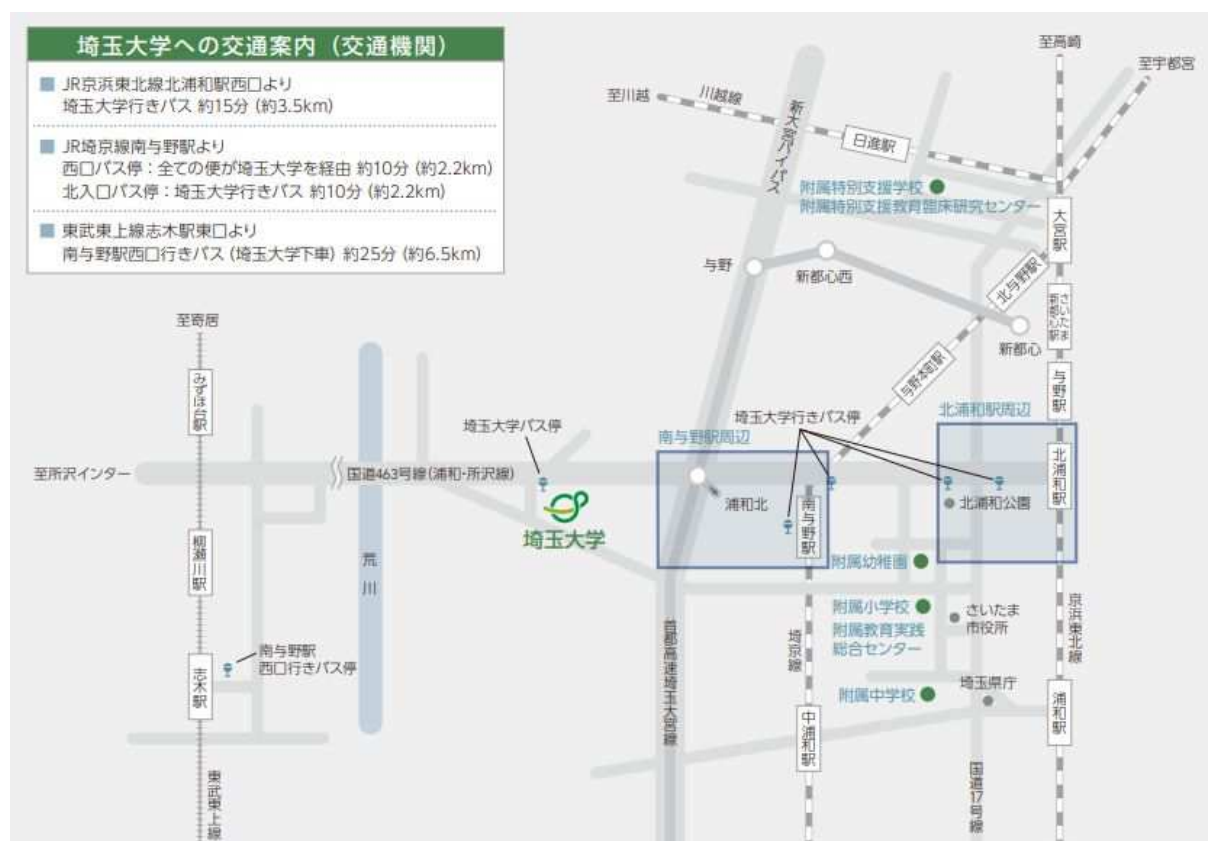 埼玉大学への交通案内（交通機関）
JR京浜東北線北浦和駅西口より
埼玉大学行きバス 約15分 (約3.5km)
JR埼京線南与野駅より
西口バス停：全ての便が埼玉大学を経由 約10分 (約2.2km)
北入口バス停：埼玉大学行きバス 約10分 (約2.2km)
東武東上線志木駅東口より
南与野駅西口行きバス (埼玉大学下車) 約25分 (約6.5km)
至高崎
至宇都宮
至川越
川越線
新大宮バイパス
日進駅
附属特別支援学校
附属特別支援教育臨床研究センター
大宮駅
与野
新都心西
北与野駅
さいたま
新都心駅
新都心
至寄居
みずほ台駅
与野本町駅
与野駅
埼玉大学行きバス停
北浦和駅周辺
埼玉大学バス停
南与野駅周辺
至所沢インター
国道463号線(浦和-所沢線)
浦和北
南与野駅
北浦和公園
北浦和駅
埼玉大学
柳瀬川駅
荒川
附属幼稚園
附属小学校
附属教育実践
総合センター
さいたま
市役所
京浜東北線
首都高速埼玉大宮線
埼京線
南与野駅
西口行きバス停
志木駅
附属中学校
埼玉県庁
浦和駅
中浦和駅
東武東上線
国道17号線